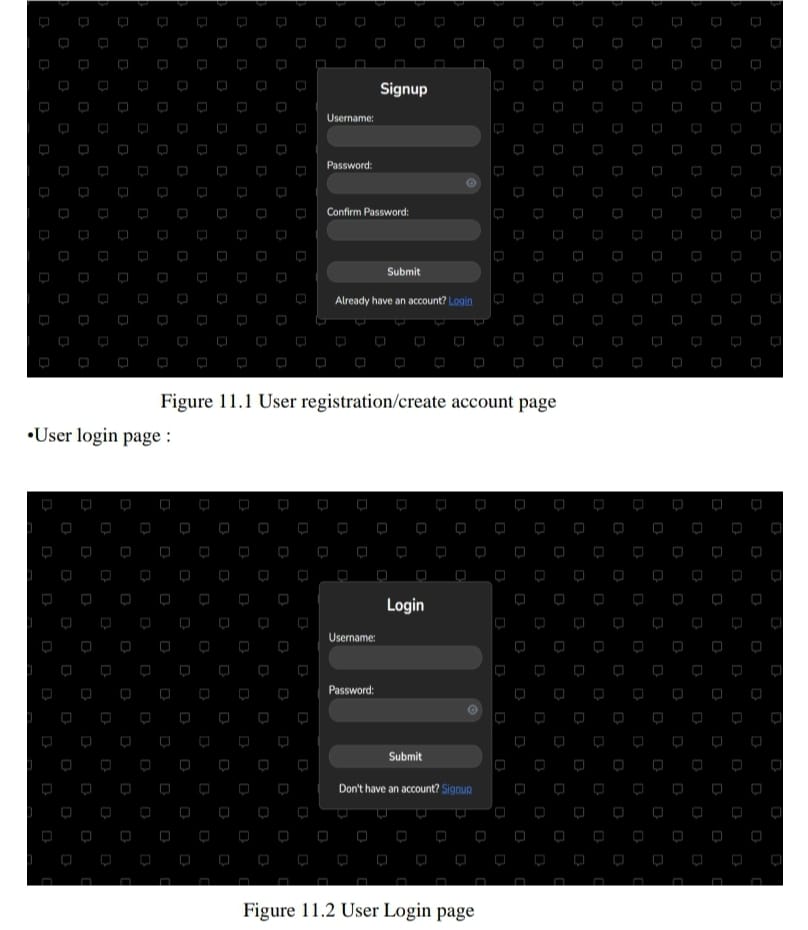 Signup
Username:
Password:
Confirm Password:
Submit
Already have an account? Login
Figure 11.1 User registration/create account page
•User login page :
Login
Username:
Password:
Submit
Don't have an account? Signup
Figure 11.2 User Login page